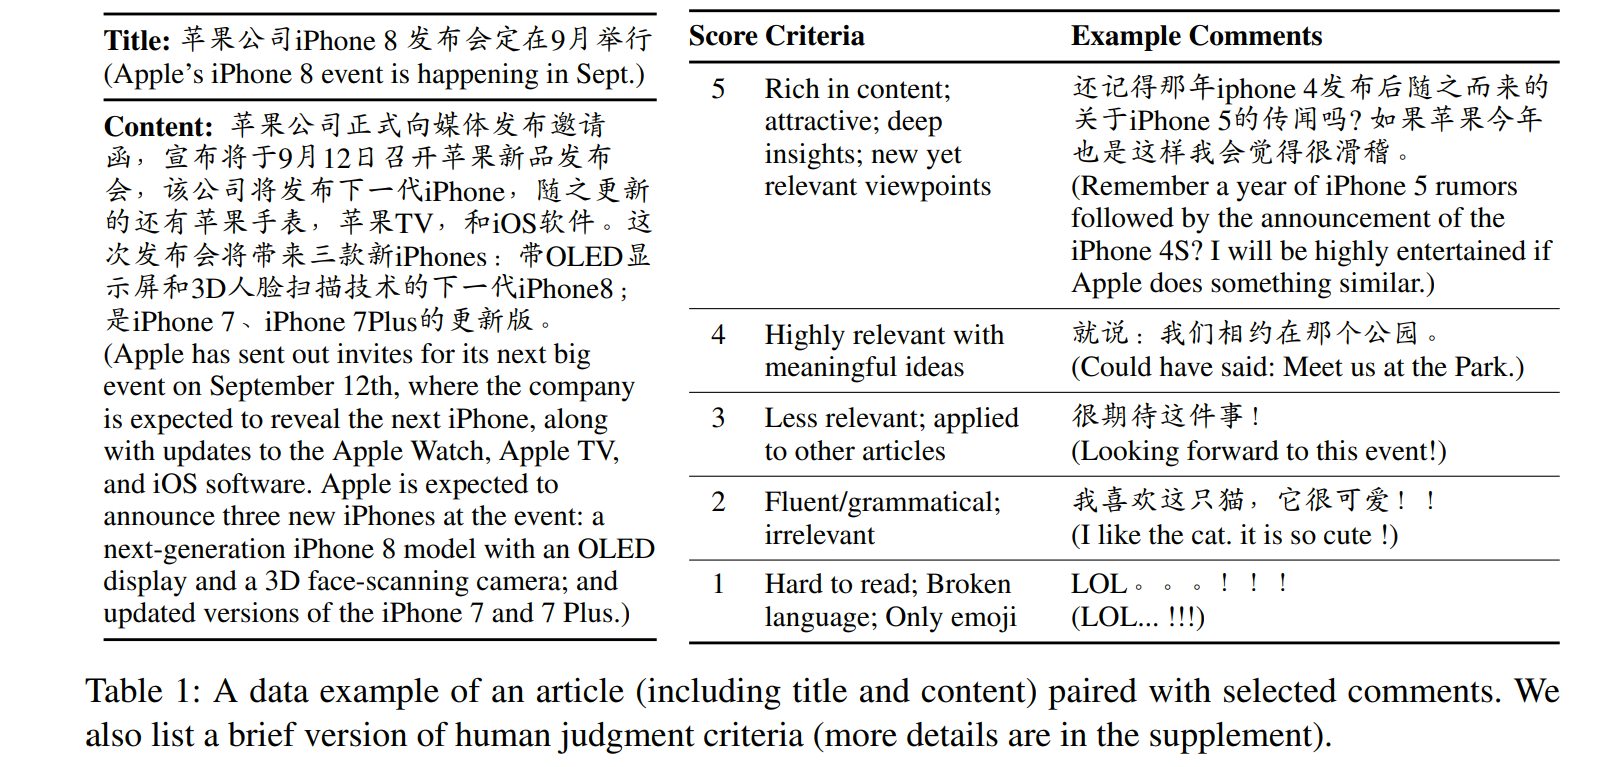 Title: 苹果公司iPhone 8 发布会定在9月举行
(Apple's iPhone 8 event is happening in Sept.)
Content: 苹果公司正式向媒体发布邀请
函，宣布将于9月12日召开苹果新品发布
会，该公司将发布下一代iPhone，随之更新
的还有苹果手表，苹果TV，和iOS软件。这
次发布会将带来三款新iPhones：带OLED显
示屏和3D人脸扫描技术的下一代iPhone8；
是iPhone 7、iPhone 7Plus的更新版。
(Apple has sent out invites for its next big
event on September 12th, where the company
is expected to reveal the next iPhone, along
with updates to the Apple Watch, Apple TV,
and iOS software. Apple is expected to
announce three new iPhones at the event: a
next-generation iPhone 8 model with an OLED
display and a 3D face-scanning camera; and
updated versions of the iPhone 7 and 7 Plus.)
Score Criteria Example Comments
5 Rich in content; 还记得那年iphone 4发布后随之而来的
attractive; deep 关于iPhone 5的传闻吗? 如果苹果今年
insights; new yet 也是这样我会觉得很滑稽。
relevant viewpoints (Remember a year of iPhone 5 rumors
followed by the announcement of the
iPhone 4S? I will be highly entertained if
Apple does something similar.)
4 Highly relevant with 就说：我们相约在那个公园。
meaningful ideas (Could have said: Meet us at the Park.)
3 Less relevant; applied 很期待这件事！
to other articles (Looking forward to this event!)
2 Fluent/grammatical; 我喜欢这只猫，它很可爱！！
irrelevant (I like the cat. it is so cute !)
1 Hard to read; Broken LOL。。。！！！
language; Only emoji (LOL... !!!)
Table 1: A data example of an article (including title and content) paired with selected comments. We
also list a brief version of human judgment criteria (more details are in the supplement).